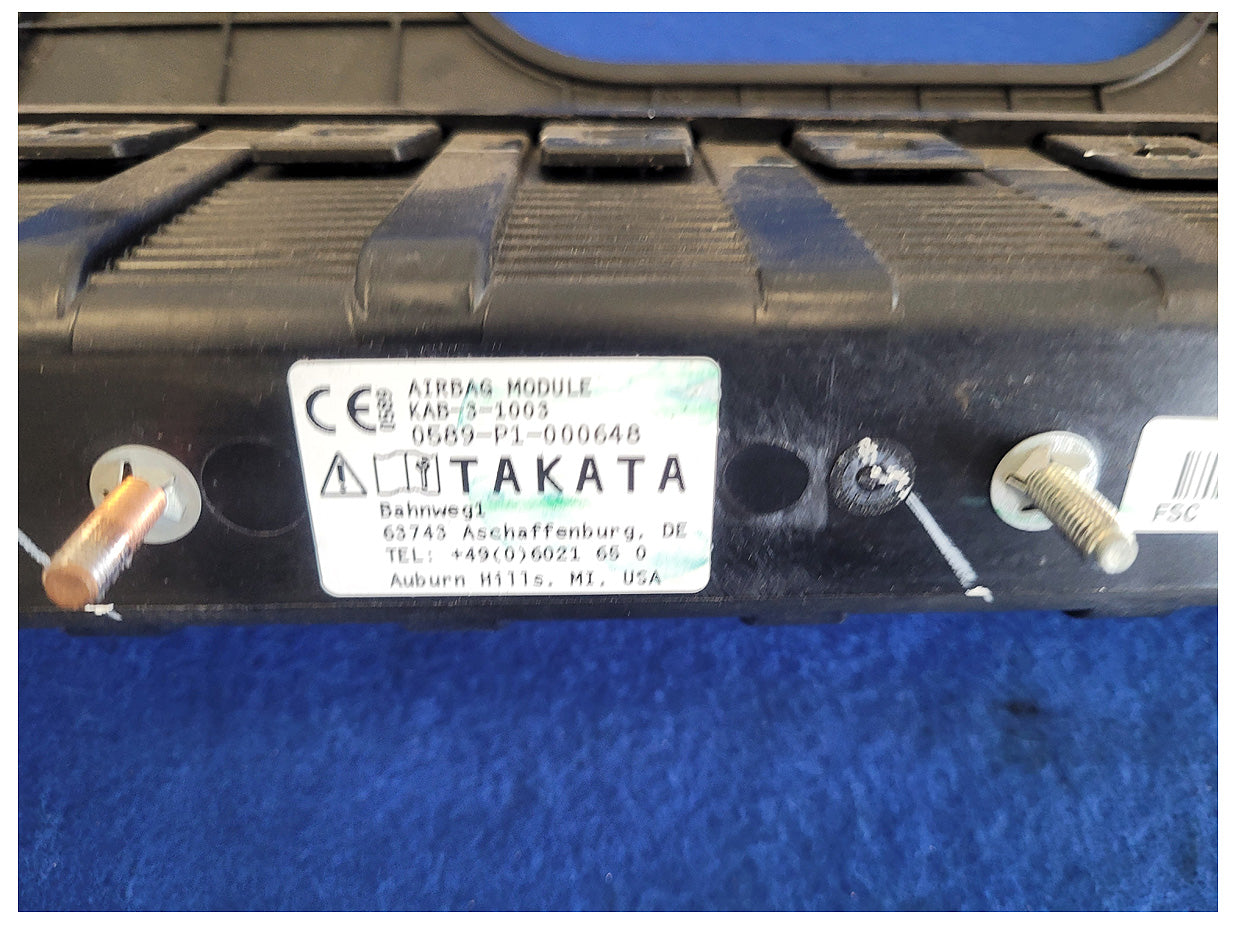 CE 0589
AIRBAG MODULE
KAB-3-1003
0589-P1-000648
TAKATA
Bahnweg1
63743 Aschaffenburg, DE
TEL: +49(0)6021 65 0
Auburn Hills, MI, USA
FSC